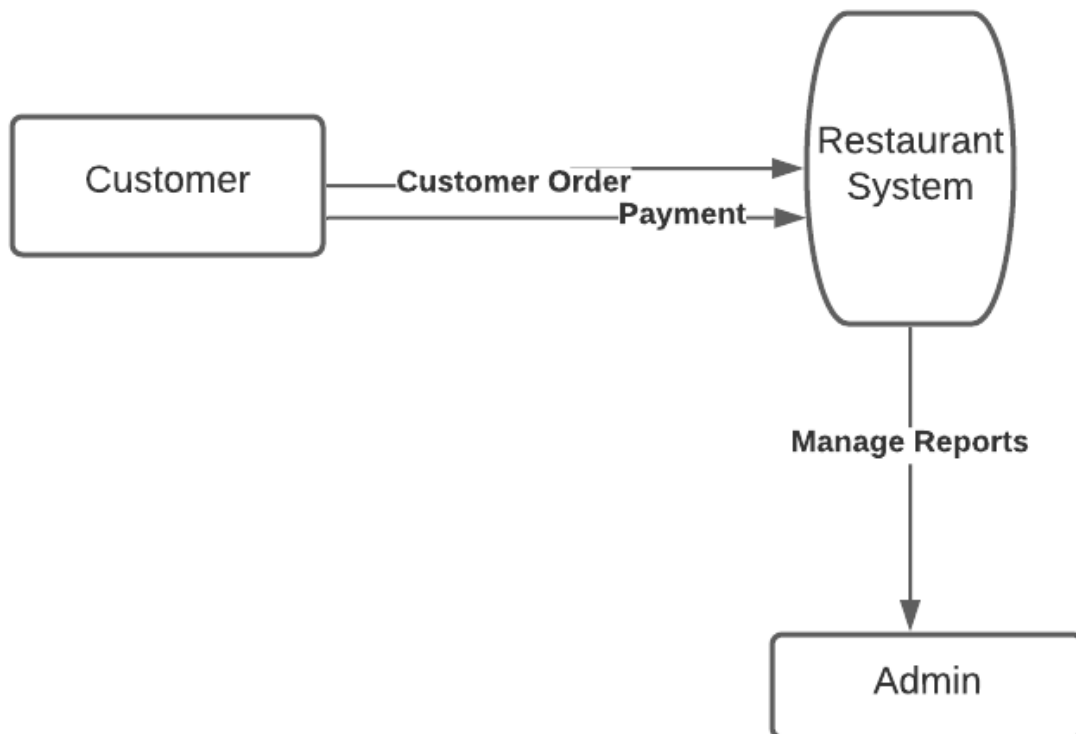 Customer
Customer Order
Payment
Restaurant
System
Manage Reports
Admin